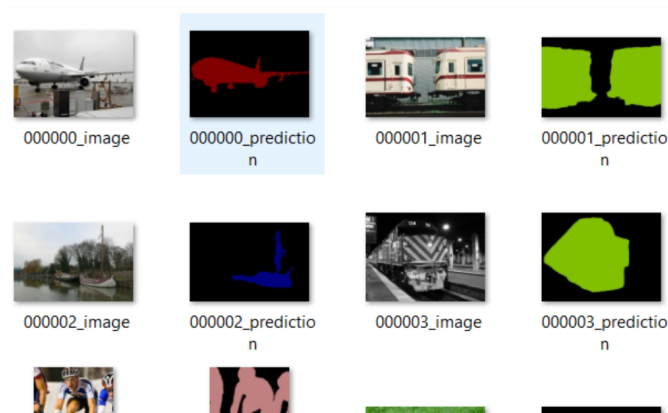 000000_image
000000_predictio
n
000001_image
000001_predictio
n
000002_image
000002_predictio
n
000003_image
000003_predictio
n